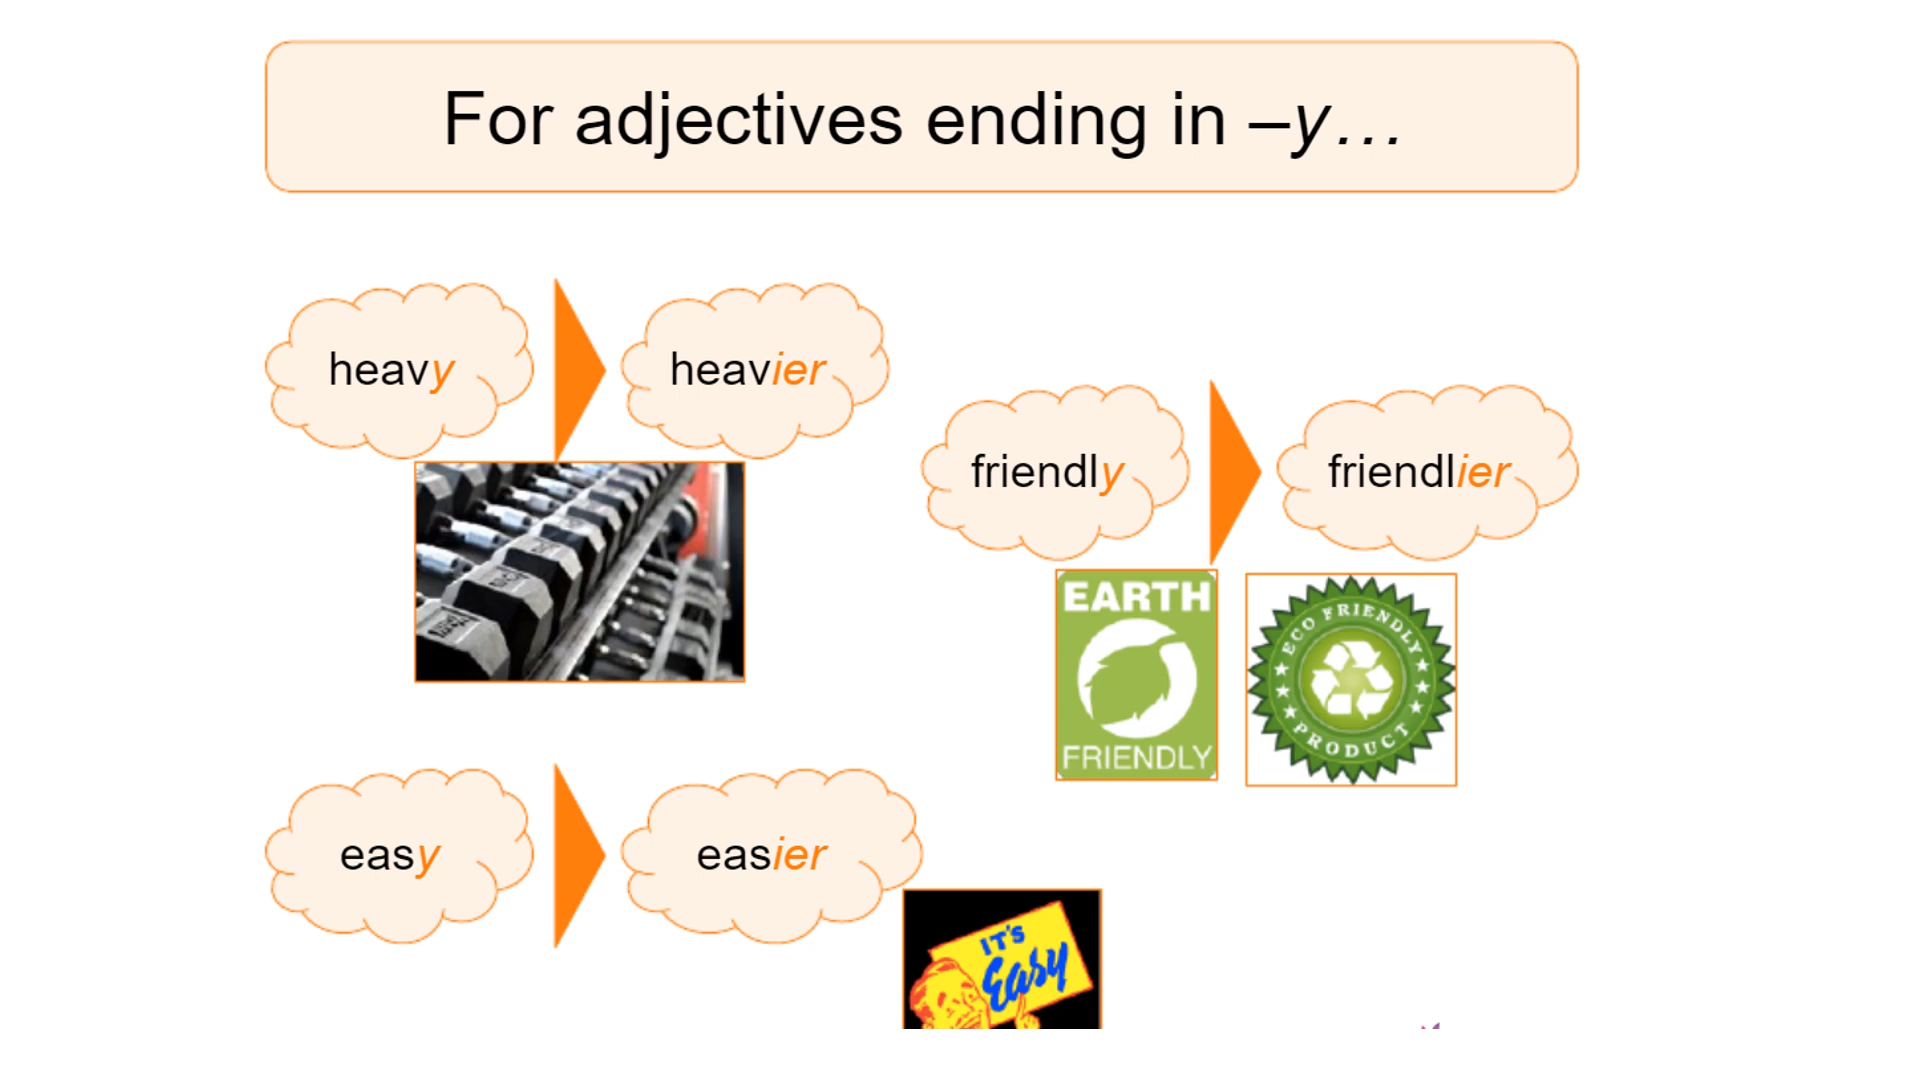 For adjectives ending in –y…
heavy
heavier
friendly
friendlier
EARTH
FRIENDLY
ECO FRIENDLY
PRODUCT
easy
easier
IT'S
Easy